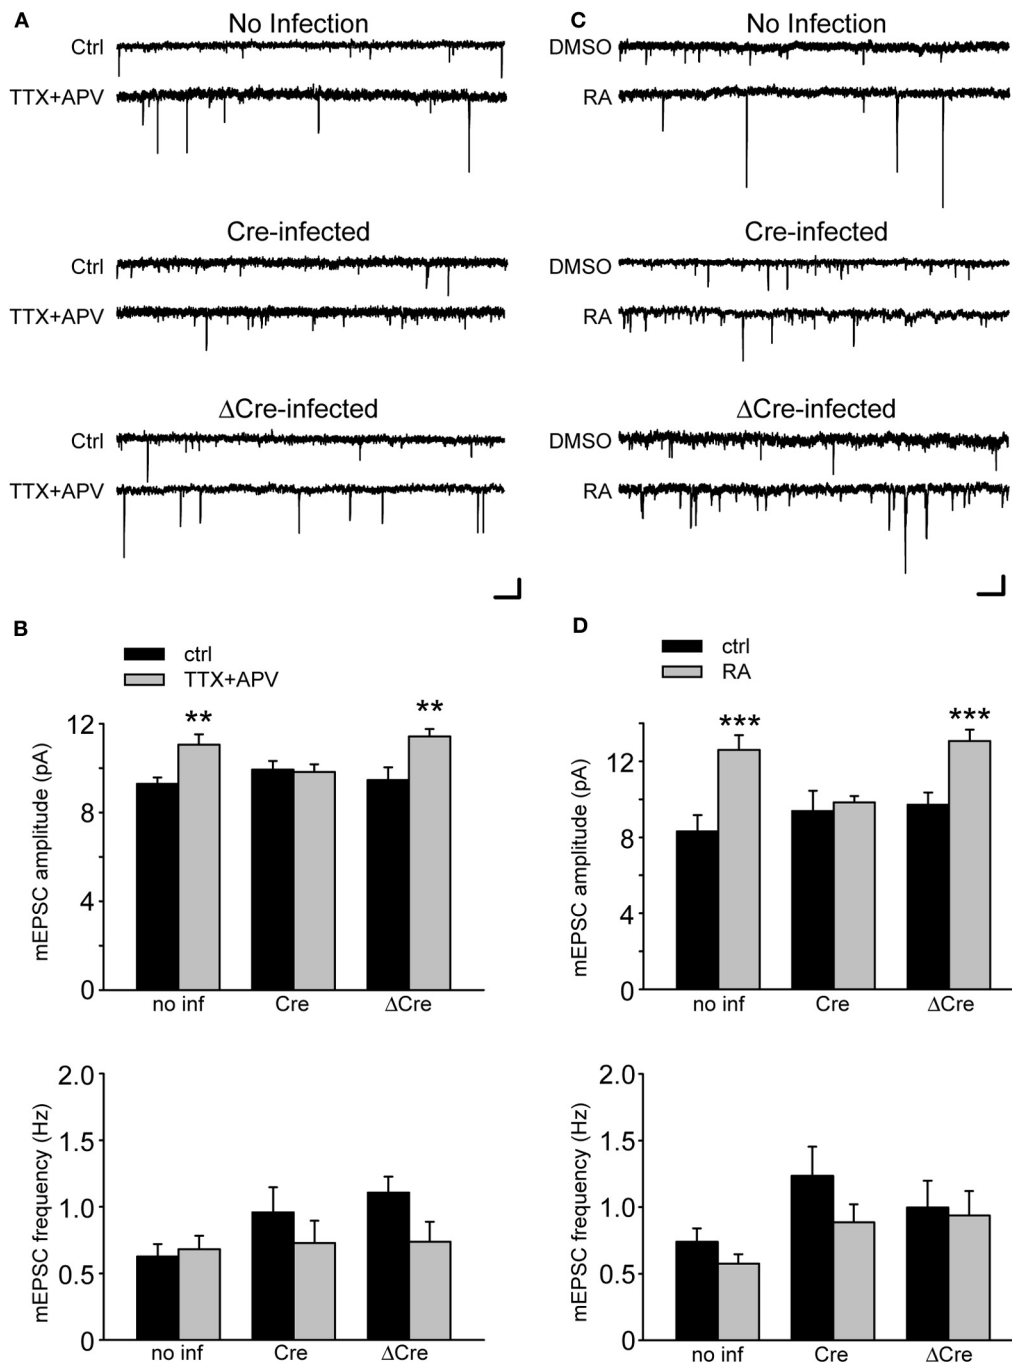 A
No Infection
Ctrl
TTX+APV
Cre-infected
Ctrl
TTX+APV
ΔCre-infected
Ctrl
TTX+APV
C
No Infection
DMSO
RA
Cre-infected
DMSO
RA
ΔCre-infected
DMSO
RA
B
ctrl
TTX+APV
mEPSC amplitude (pA)
12
8
4
0
** **
no inf Cre ΔCre
mEPSC frequency (Hz)
2.0
1.5
1.0
0.5
0
no inf Cre ΔCre
D
ctrl
RA
mEPSC amplitude (pA)
12
8
4
0
*** ***
no inf Cre ΔCre
mEPSC frequency (Hz)
2.0
1.5
1.0
0.5
0
no inf Cre ΔCre